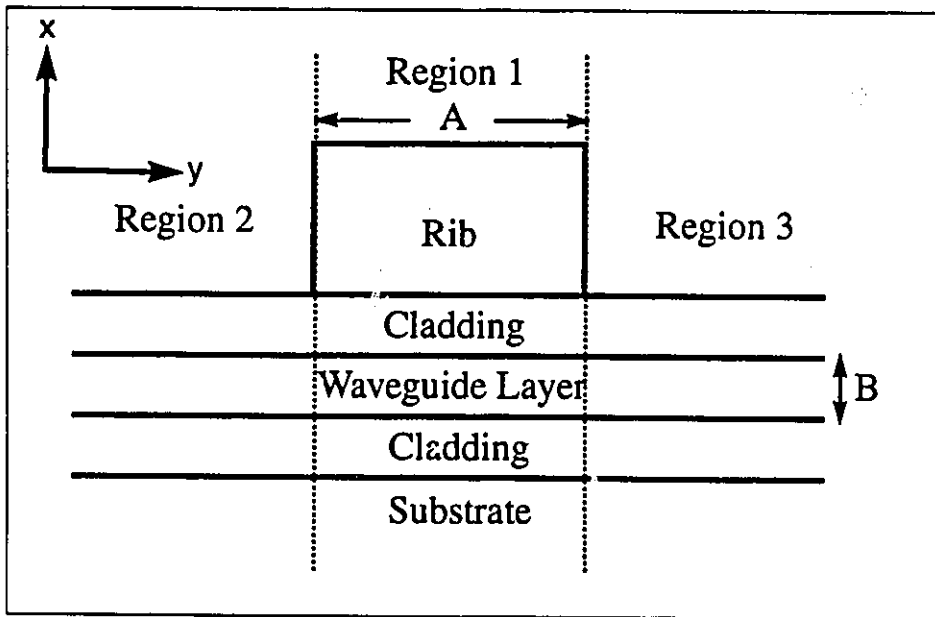 x
Region 1
A
y
Region 2
Rib
Region 3
Cladding
Waveguide Layer
B
Cladding
Substrate